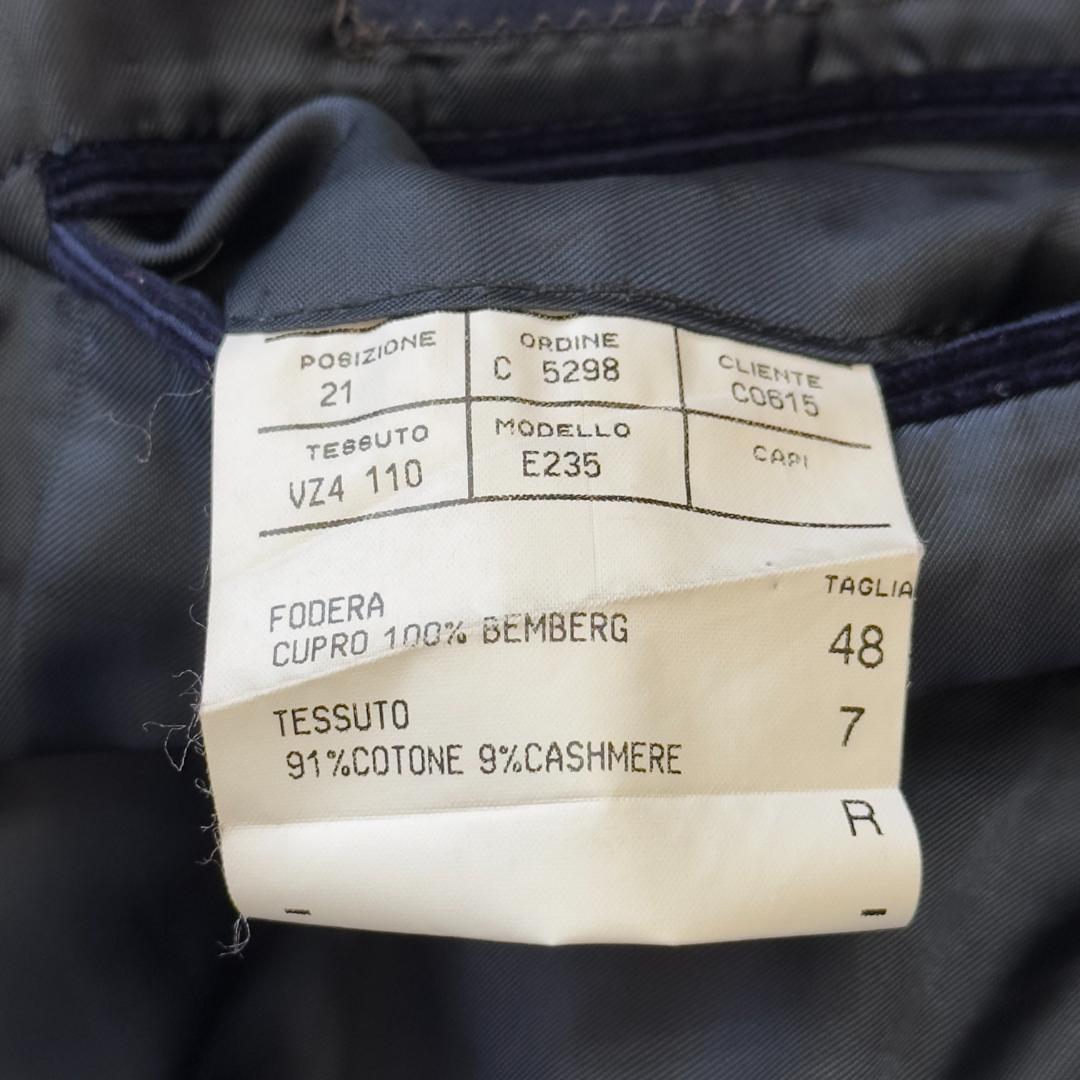 POSIZIONE ORDINE CLIENTE
21 C 5298 C0615
TESSUTO MODELLO CAPI
VZ4 110 E235
FODERA TAGLIA
CUPRO 100% BEMBERG 48
TESSUTO 7
91%COTONE 9%CASHMERE
R